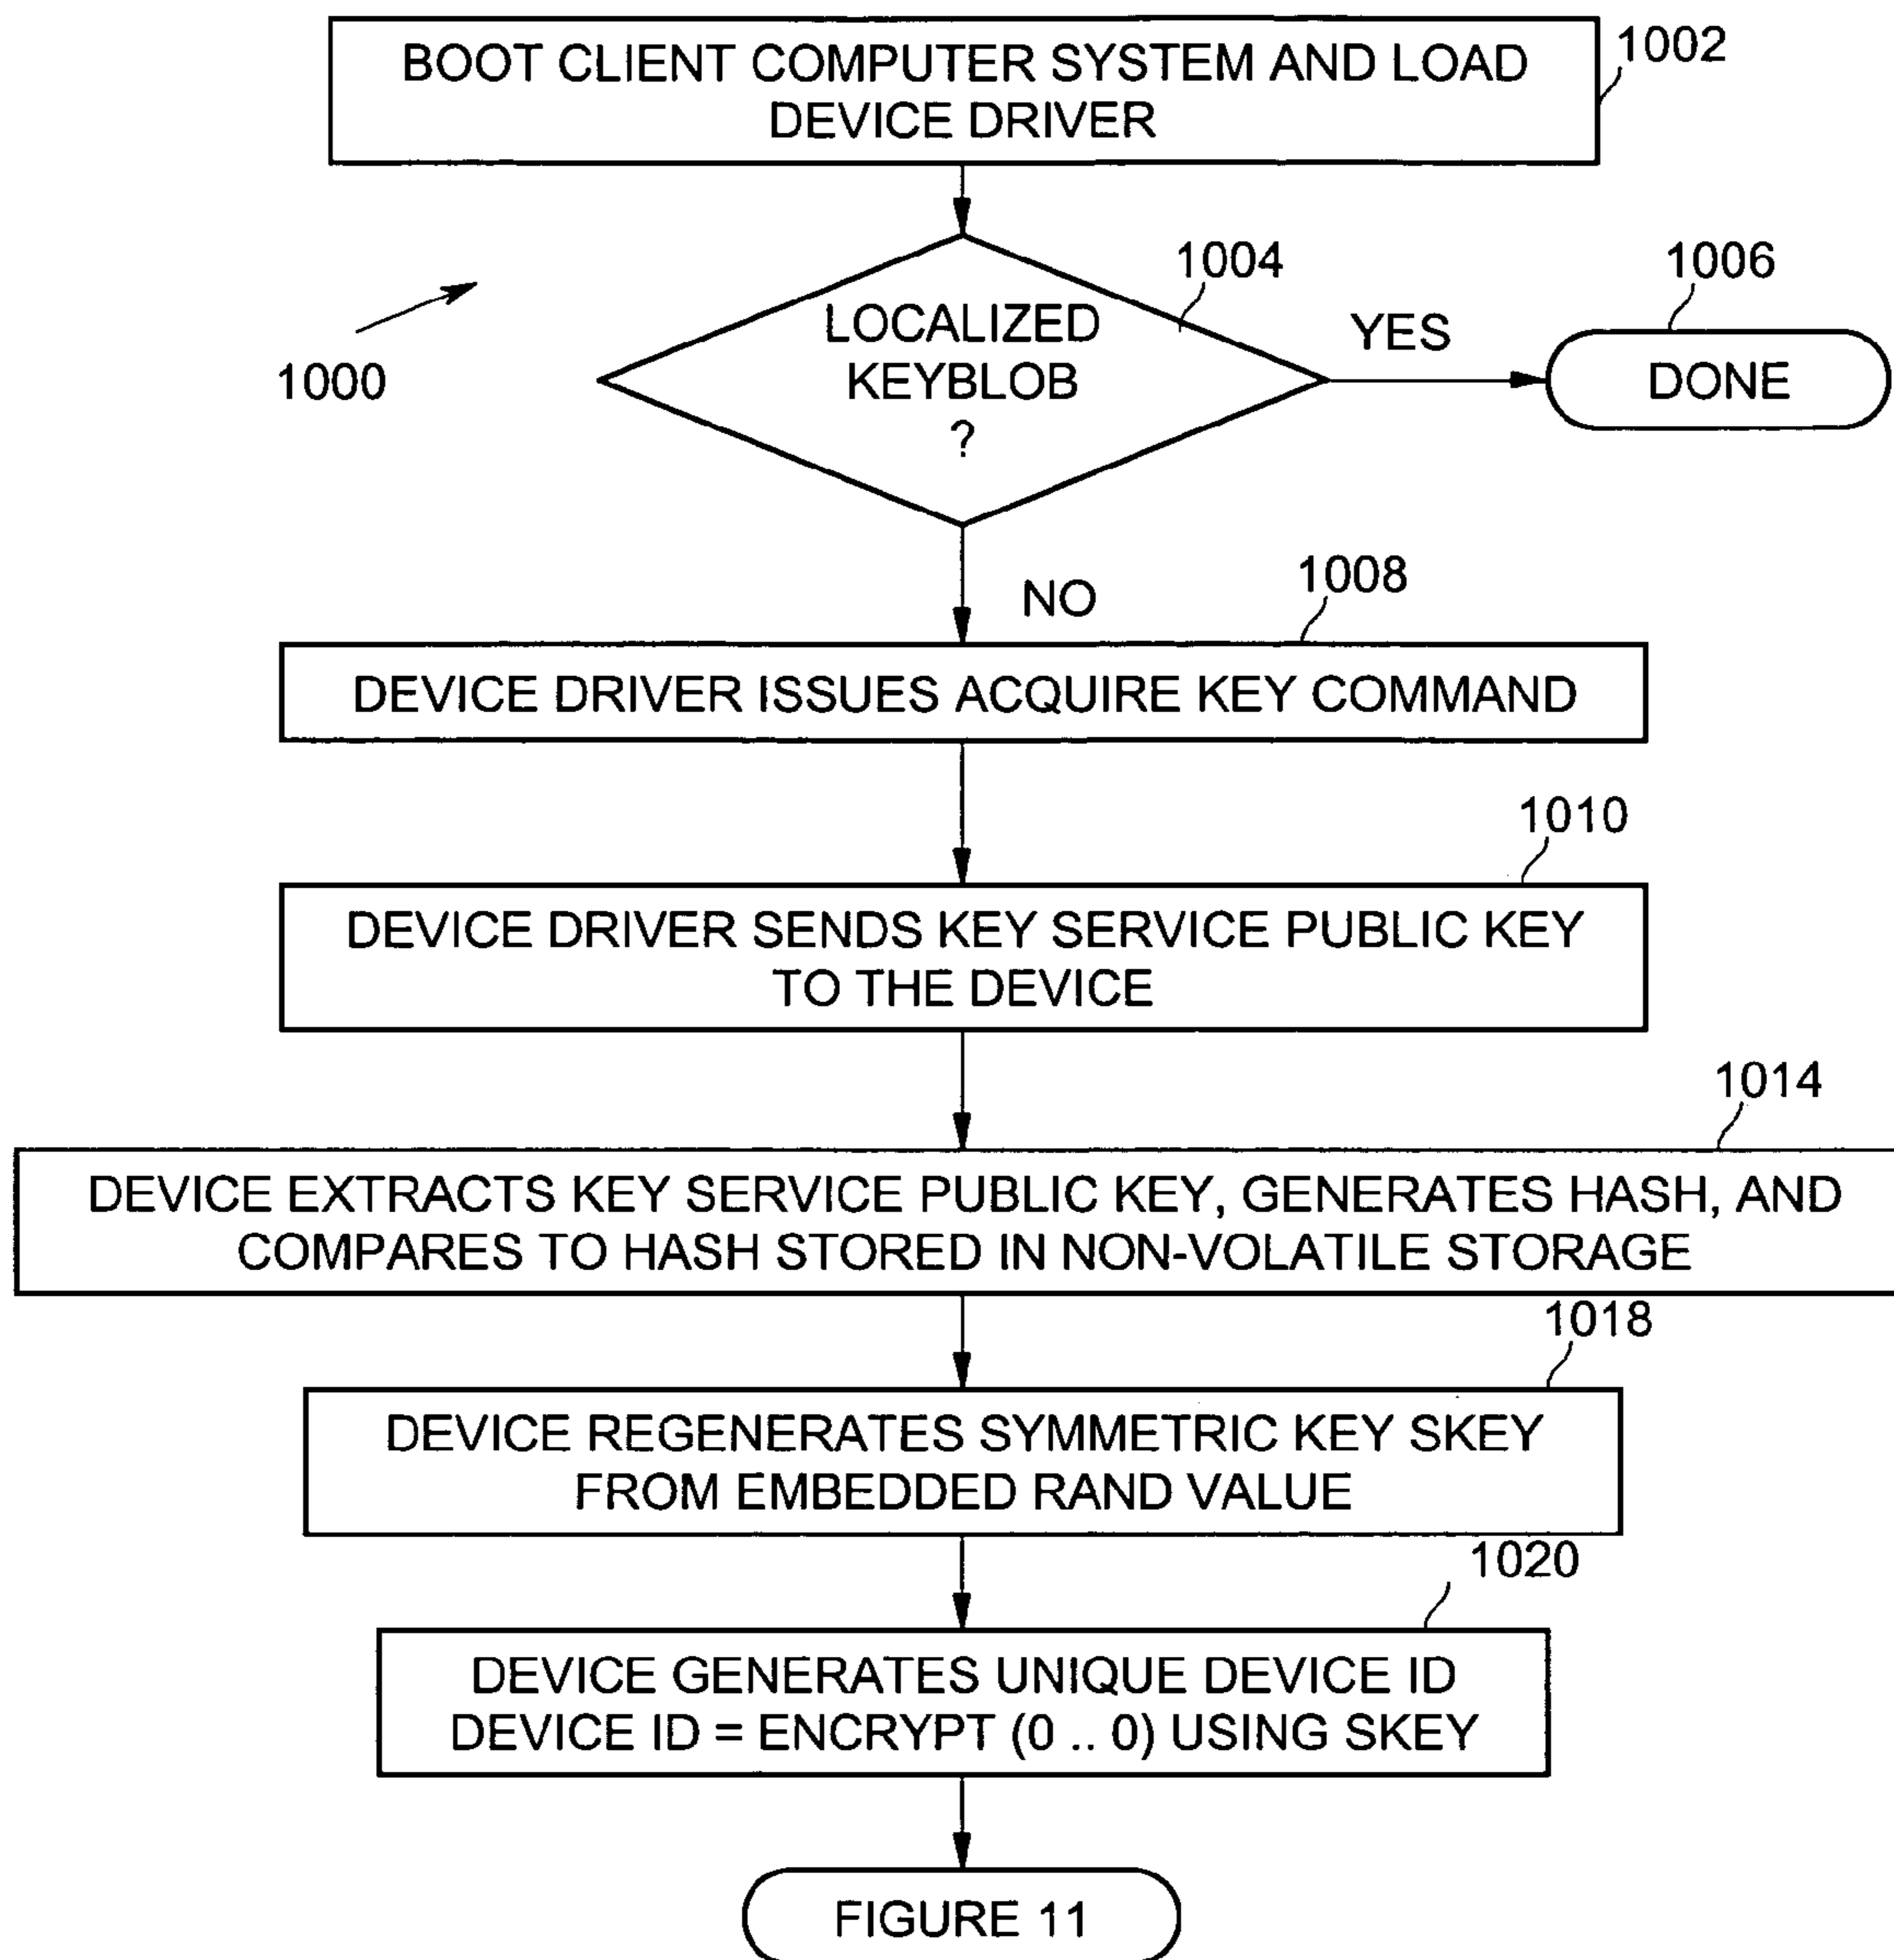 BOOT CLIENT COMPUTER SYSTEM AND LOAD
DEVICE DRIVER
1002
1000
LOCALIZED
KEYBLOB
?
1004
YES
1006
DONE
NO
1008
DEVICE DRIVER ISSUES ACQUIRE KEY COMMAND
1010
DEVICE DRIVER SENDS KEY SERVICE PUBLIC KEY
TO THE DEVICE
1014
DEVICE EXTRACTS KEY SERVICE PUBLIC KEY, GENERATES HASH, AND
COMPARES TO HASH STORED IN NON-VOLATILE STORAGE
1018
DEVICE REGENERATES SYMMETRIC KEY SKEY
FROM EMBEDDED RAND VALUE
1020
DEVICE GENERATES UNIQUE DEVICE ID
DEVICE ID = ENCRYPT (0 .. 0) USING SKEY
FIGURE 11